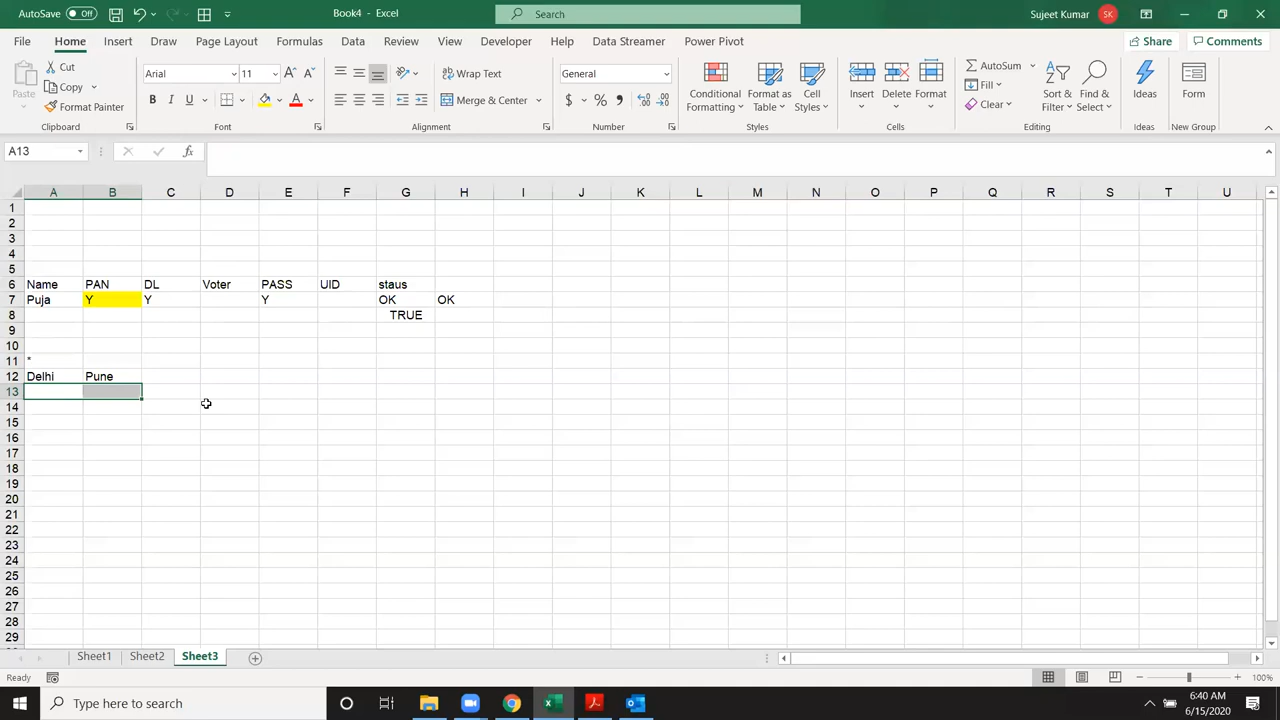 AutoSave Off Book4 - Excel Search Sujeet Kumar SK
File Home Insert Draw Page Layout Formulas Data Review View Developer Help Data Streamer Power Pivot Share Comments
Paste Cut Copy Format Painter
Clipboard
Arial 11
B I U
Font
Wrap Text
Merge & Center
Alignment
General
$ % ,
Number
Conditional Formatting Format as Table Cell Styles
Styles
Insert Delete Format
Cells
AutoSum Fill Clear
Sort & Filter Find & Select
Editing
Ideas
Ideas
Form
New Group
A13 fx
A B C D E F G H I J K L M N O P Q R S T U
1
2
3
4
5
6 Name PAN DL Voter PASS UID staus
7 Puja Y Y Y OK OK
8 TRUE
9
10
11 *
12 Delhi Pune
13
14
15
16
17
18
19
20
21
22
23
24
25
26
27
28
29
Sheet1 Sheet2 Sheet3
Ready 100%
Type here to search
6:40 AM
6/15/2020